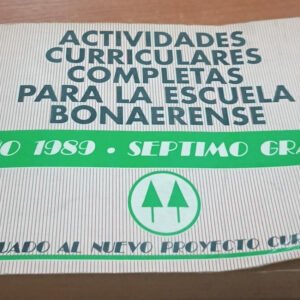 ACTIVIDADES
CURRICULARES
COMPLETAS
PARA LA ESCUELA
BONAERENSE
1989 • SEPTIMO
AL NUEVO PROYECTO